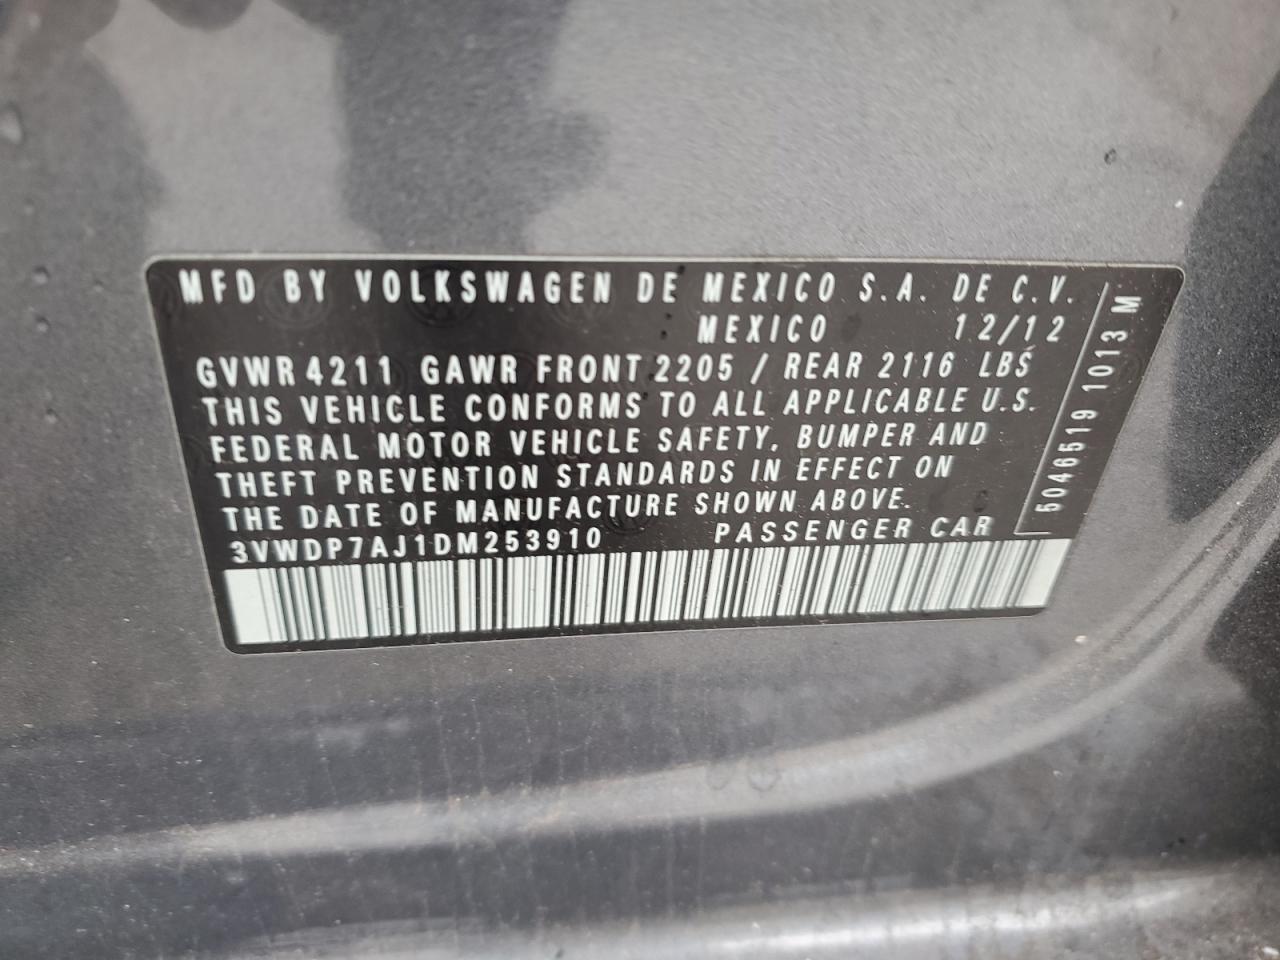 MFD BY VOLKSWAGEN DE MEXICO S.A. DE C.V.
MEXICO 12/12
GVWR 4211 GAWR FRONT 2205 / REAR 2116 LBS
THIS VEHICLE CONFORMS TO ALL APPLICABLE U.S.
FEDERAL MOTOR VEHICLE SAFETY, BUMPER AND
THEFT PREVENTION STANDARDS IN EFFECT ON
THE DATE OF MANUFACTURE SHOWN ABOVE.
3VWDP7AJ1DM253910 PASSENGER CAR
5046519 1013 M